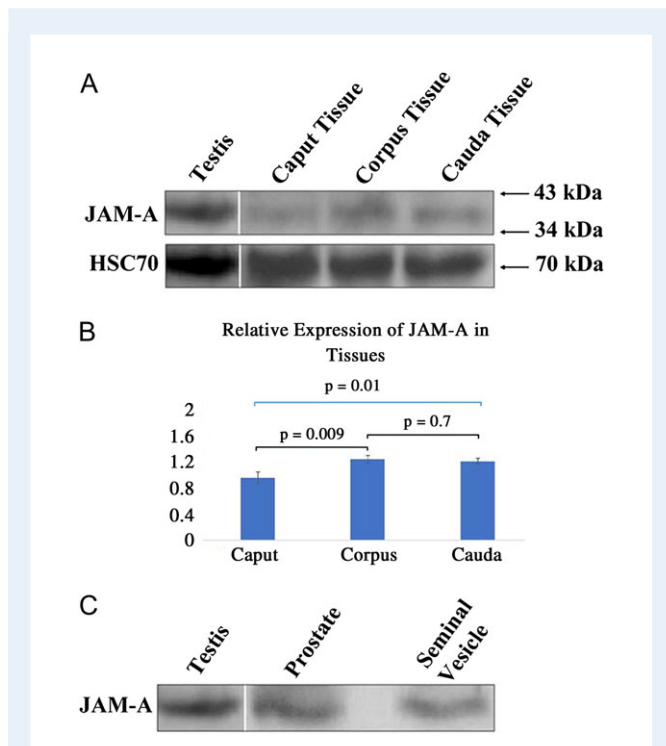 A
Testis
Caput Tissue
Corpus Tissue
Cauda Tissue
JAM-A
43 kDa
34 kDa
HSC70
70 kDa
B
Relative Expression of JAM-A in
Tissues
p = 0.01
p = 0.009
p = 0.7
2
1.6
1.2
0.8
0.4
0
Caput
Corpus
Cauda
C
Testis
Prostate
Seminal
Vesicle
JAM-A